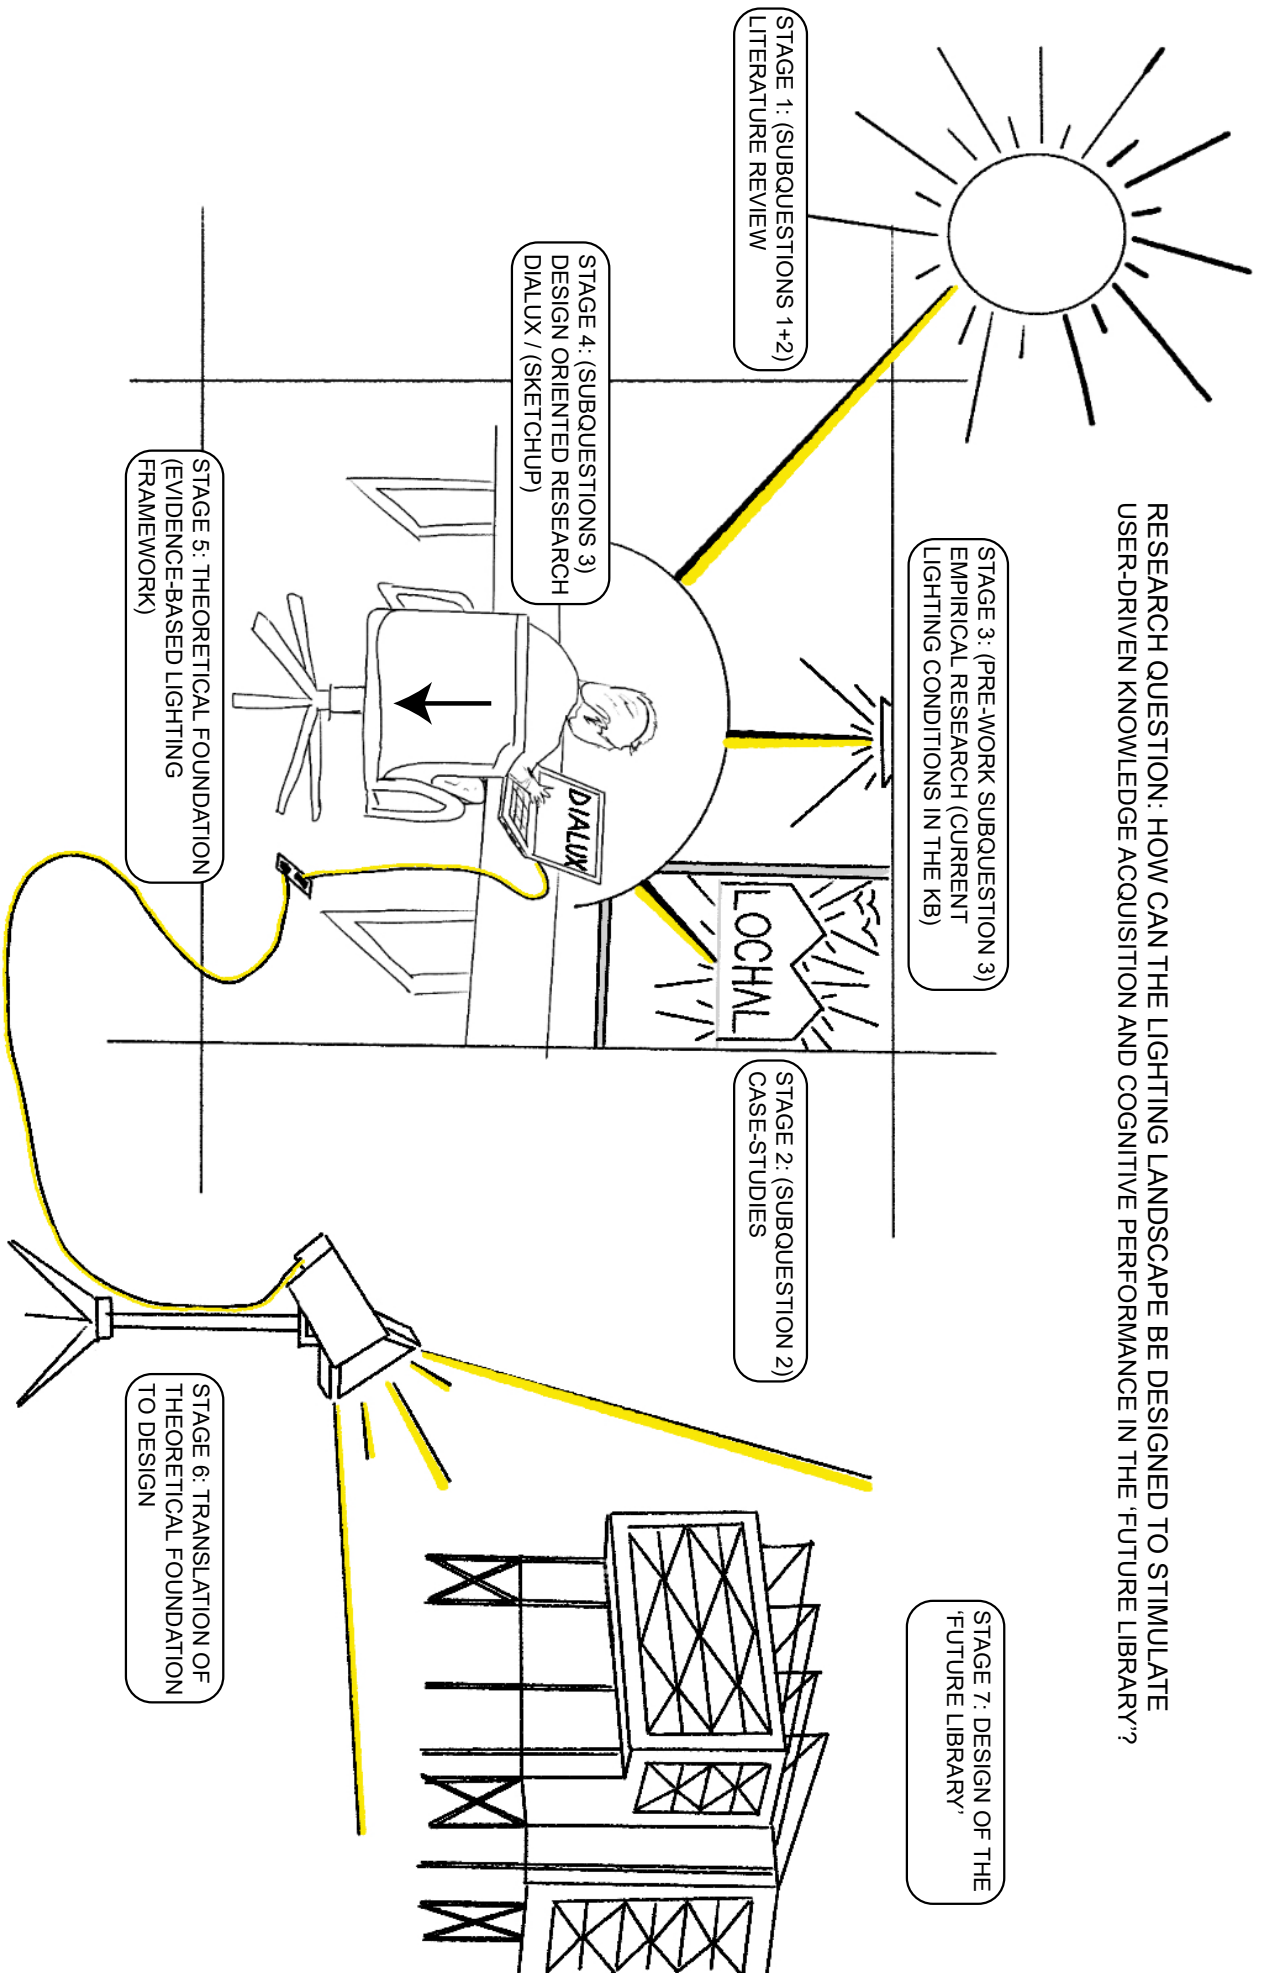 RESEARCH QUESTION: HOW CAN THE LIGHTING LANDSCAPE BE DESIGNED TO STIMULATE
USER-DRIVEN KNOWLEDGE ACQUISITION AND COGNITIVE PERFORMANCE IN THE ‘FUTURE LIBRARY’?
STAGE 1: (SUBQUESTIONS 1+2)
LITERATURE REVIEW
STAGE 3: (PRE-WORK SUBQUESTION 3)
EMPIRICAL RESEARCH (CURRENT
LIGHTING CONDITIONS IN THE KB)
LOCHAL
STAGE 2: (SUBQUESTION 2)
CASE-STUDIES
STAGE 4: (SUBQUESTIONS 3)
DESIGN ORIENTED RESEARCH
DIALUX / (SKETCHUP)
DIALUX
STAGE 5: THEORETICAL FOUNDATION
(EVIDENCE-BASED LIGHTING
FRAMEWORK)
STAGE 6: TRANSLATION OF
THEORETICAL FOUNDATION
TO DESIGN
STAGE 7: DESIGN OF THE
‘FUTURE LIBRARY’